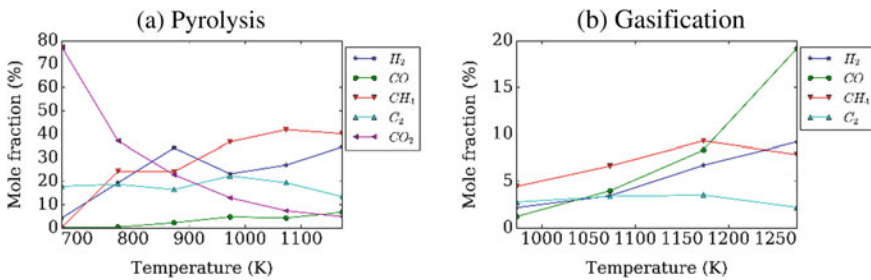 (a) Pyrolysis
Mole fraction (%)
80
70
60
50
40
30
20
10
0
700 800 900 1000 1100
Temperature (K)
H₂
CO
CH₁
C₂
CO₂
(b) Gasification
Mole fraction (%)
20
15
10
5
0
1000 1050 1100 1150 1200 1250
Temperature (K)
H₂
CO
CH₁
C₂